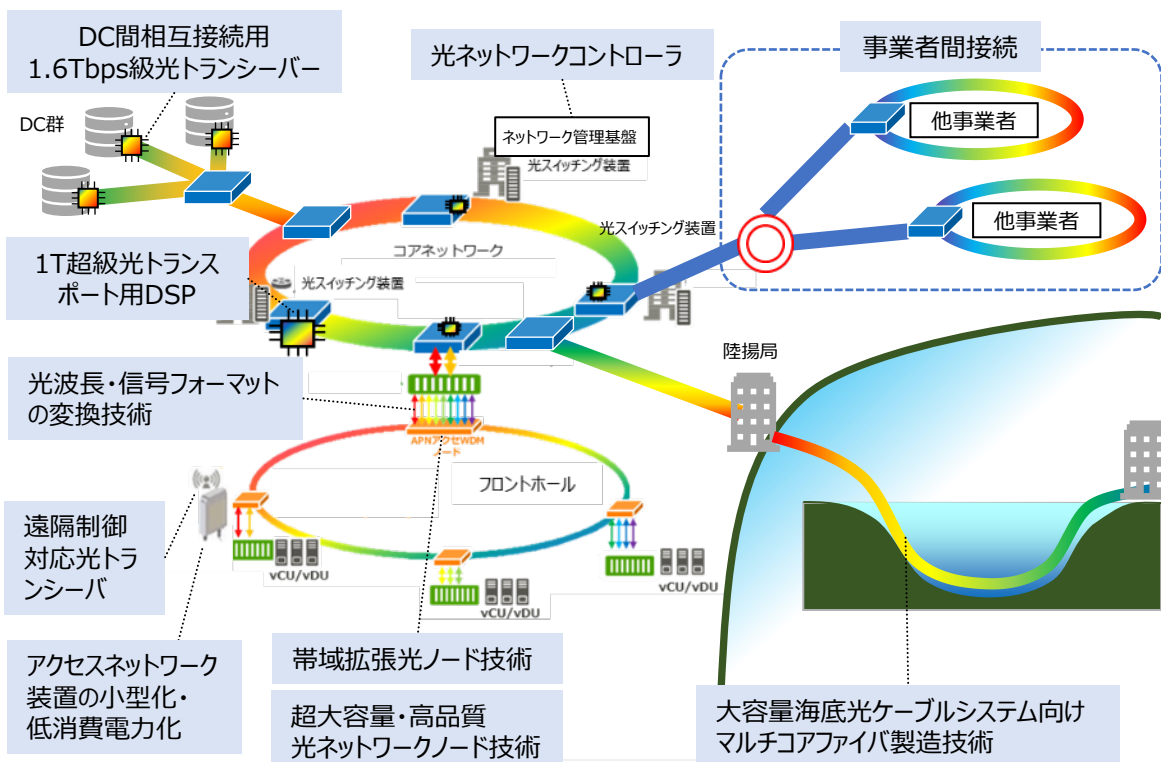 DC間相互接続用
1.6Tbps級光トランシーバー
光ネットワークコントローラ
事業者間接続
DC群
ネットワーク管理基盤
光スイッチング装置
他事業者
光スイッチング装置
他事業者
コアネットワーク
1T超級光トランス
ポート用DSP
光スイッチング装置
陸揚局
光波長・信号フォーマット
の変換技術
APNアクセWDM
ノード
フロントホール
遠隔制御
対応光トラ
ンシーバ
vCU/vDU
vCU/vDU
vCU/vDU
アクセスネットワーク
装置の小型化・
低消費電力化
帯域拡張光ノード技術
超大容量・高品質
光ネットワークノード技術
大容量海底光ケーブルシステム向け
マルチコアファイバ製造技術